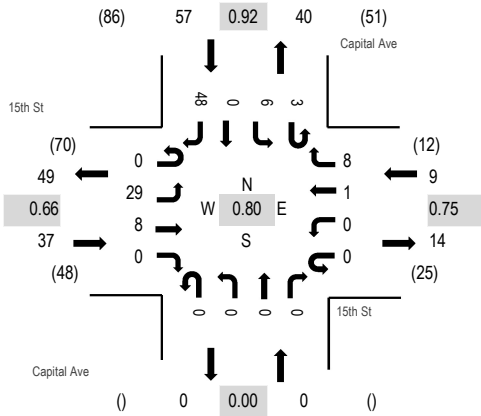 (86) 57 0.92 40 (51)
Capital Ave
15th St
48 0 6 3
(70) 0 8 (12)
49 29 N 1 9
0.66 W 0.80 E 0.75
37 8 S 0 14
(48) 0 0 (25)
0 0 0 0
15th St
Capital Ave
() 0 0.00 0 ()